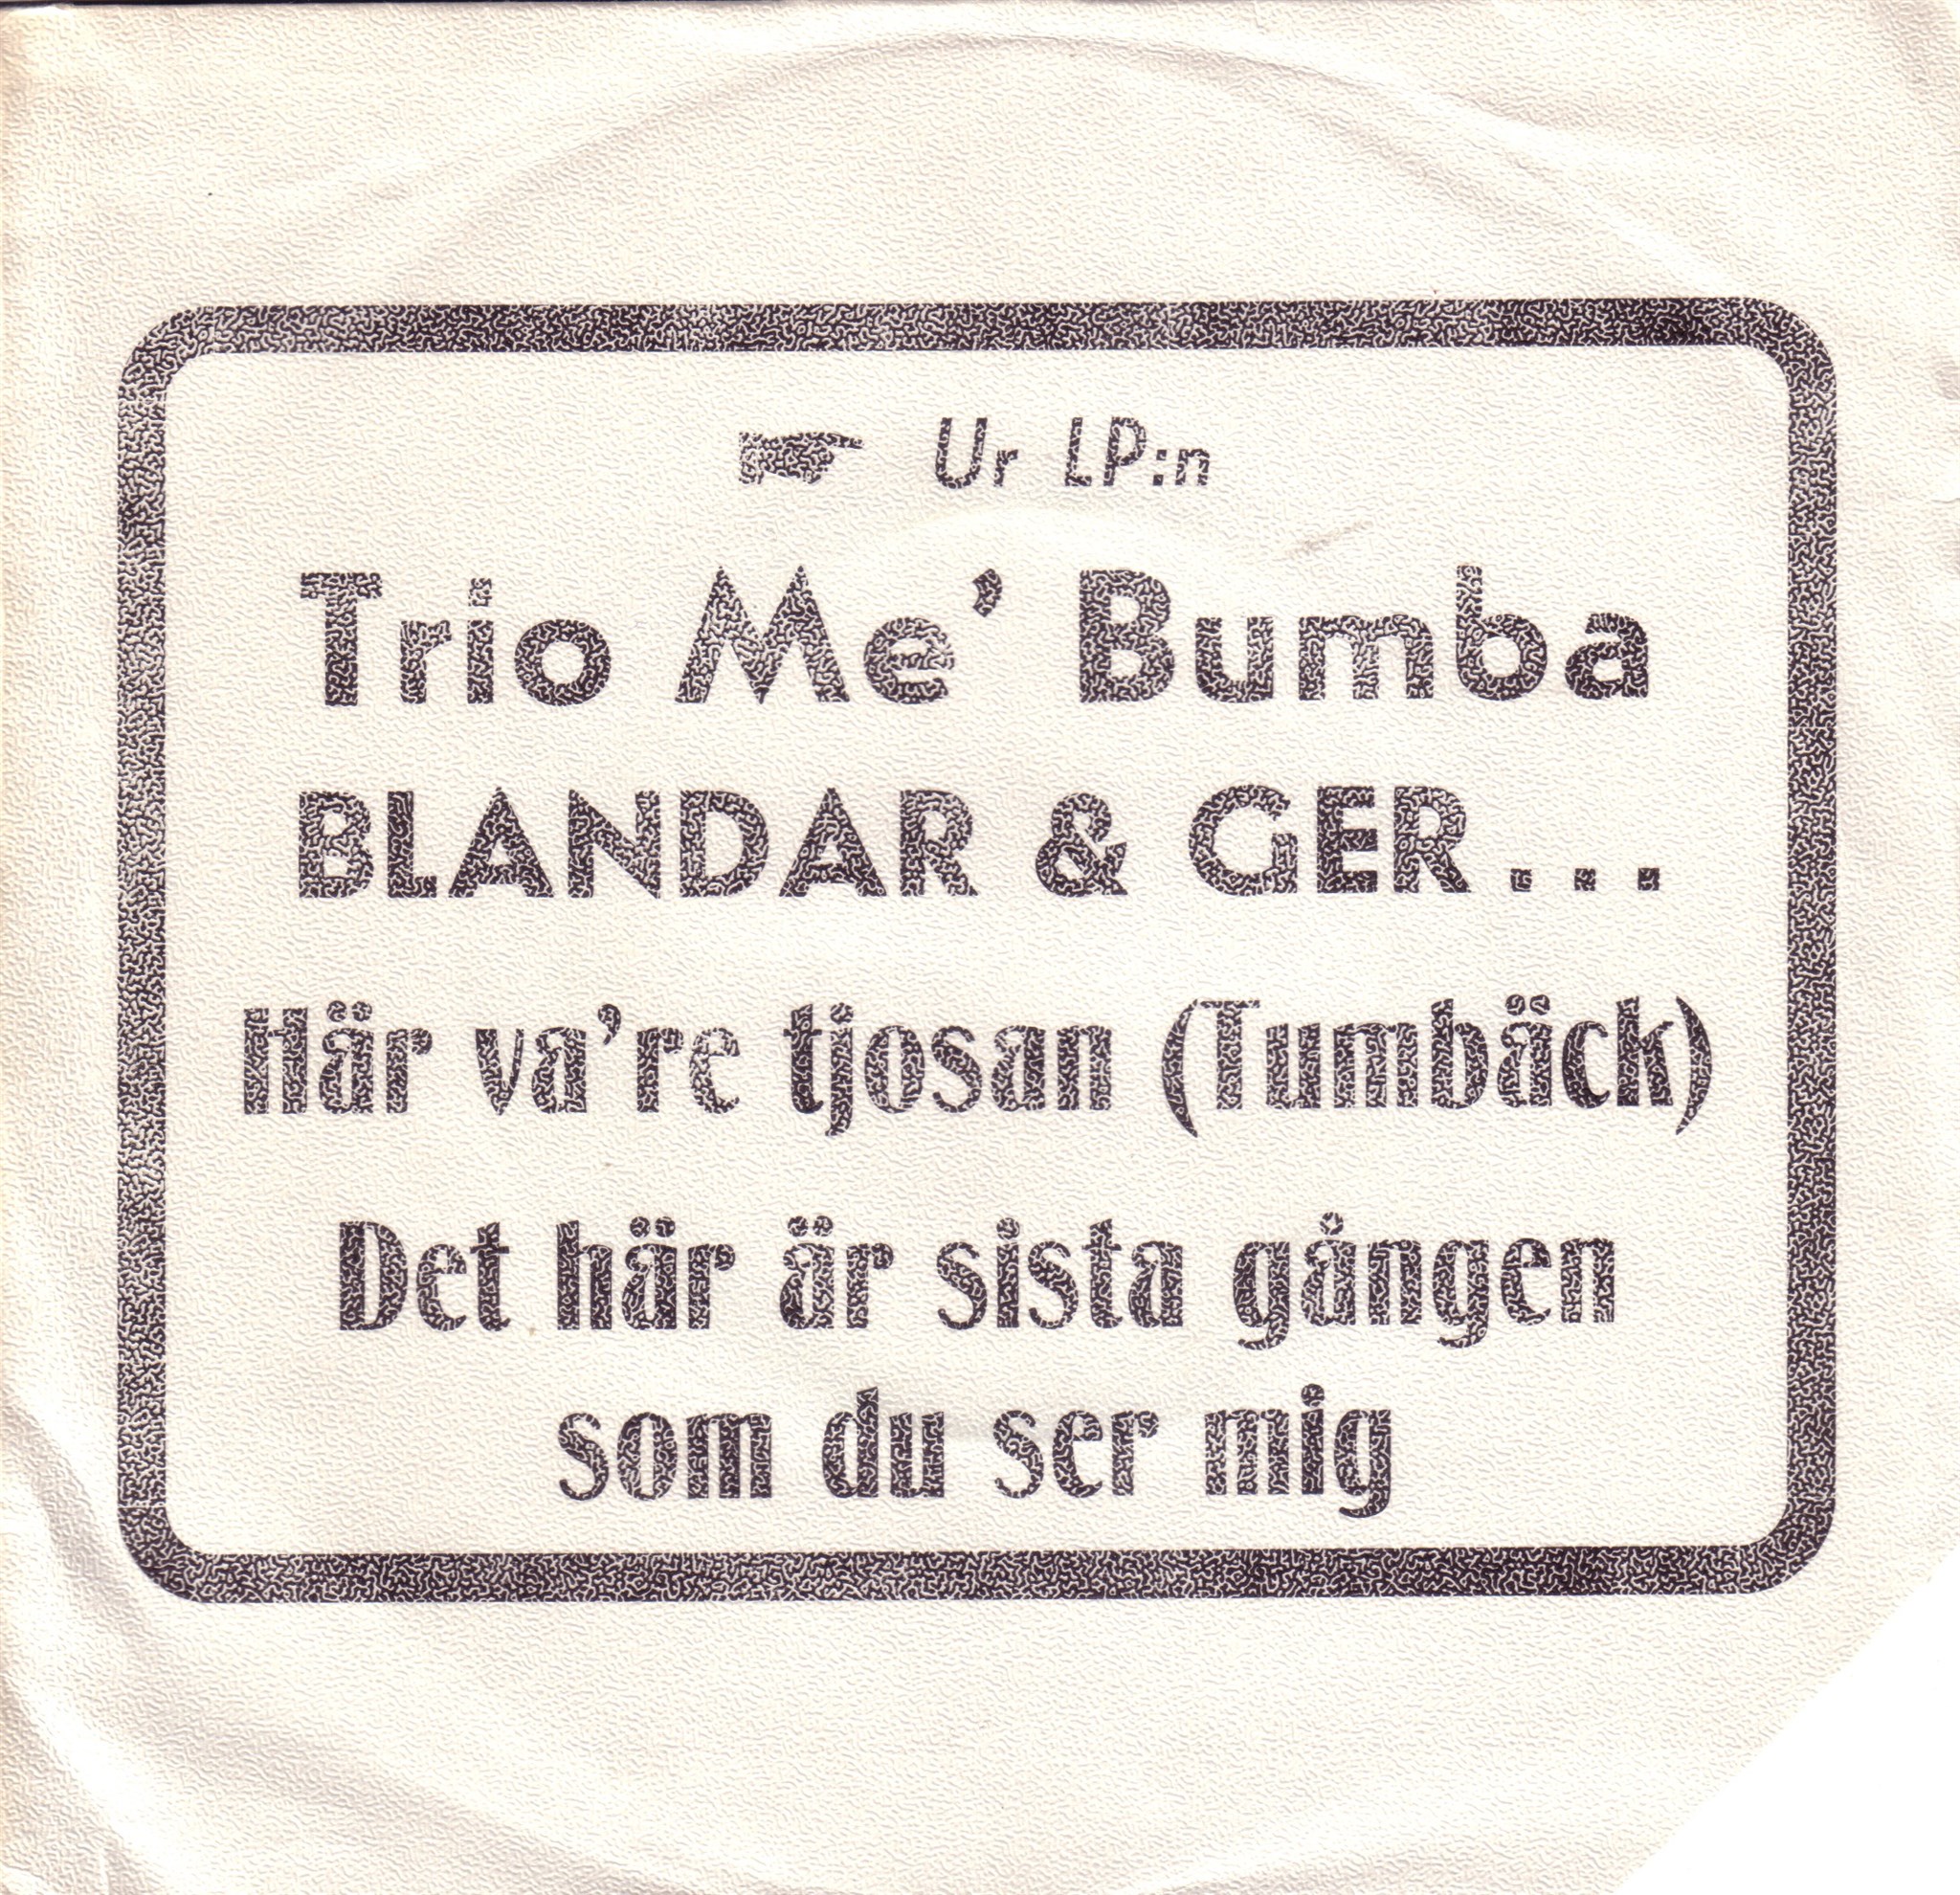 ☛ Ur LP:n
Trio Me’ Bumba
BLANDAR & GER...
Här va’re tjosan (Tumbäck)
Det här är sista gången
som du ser mig